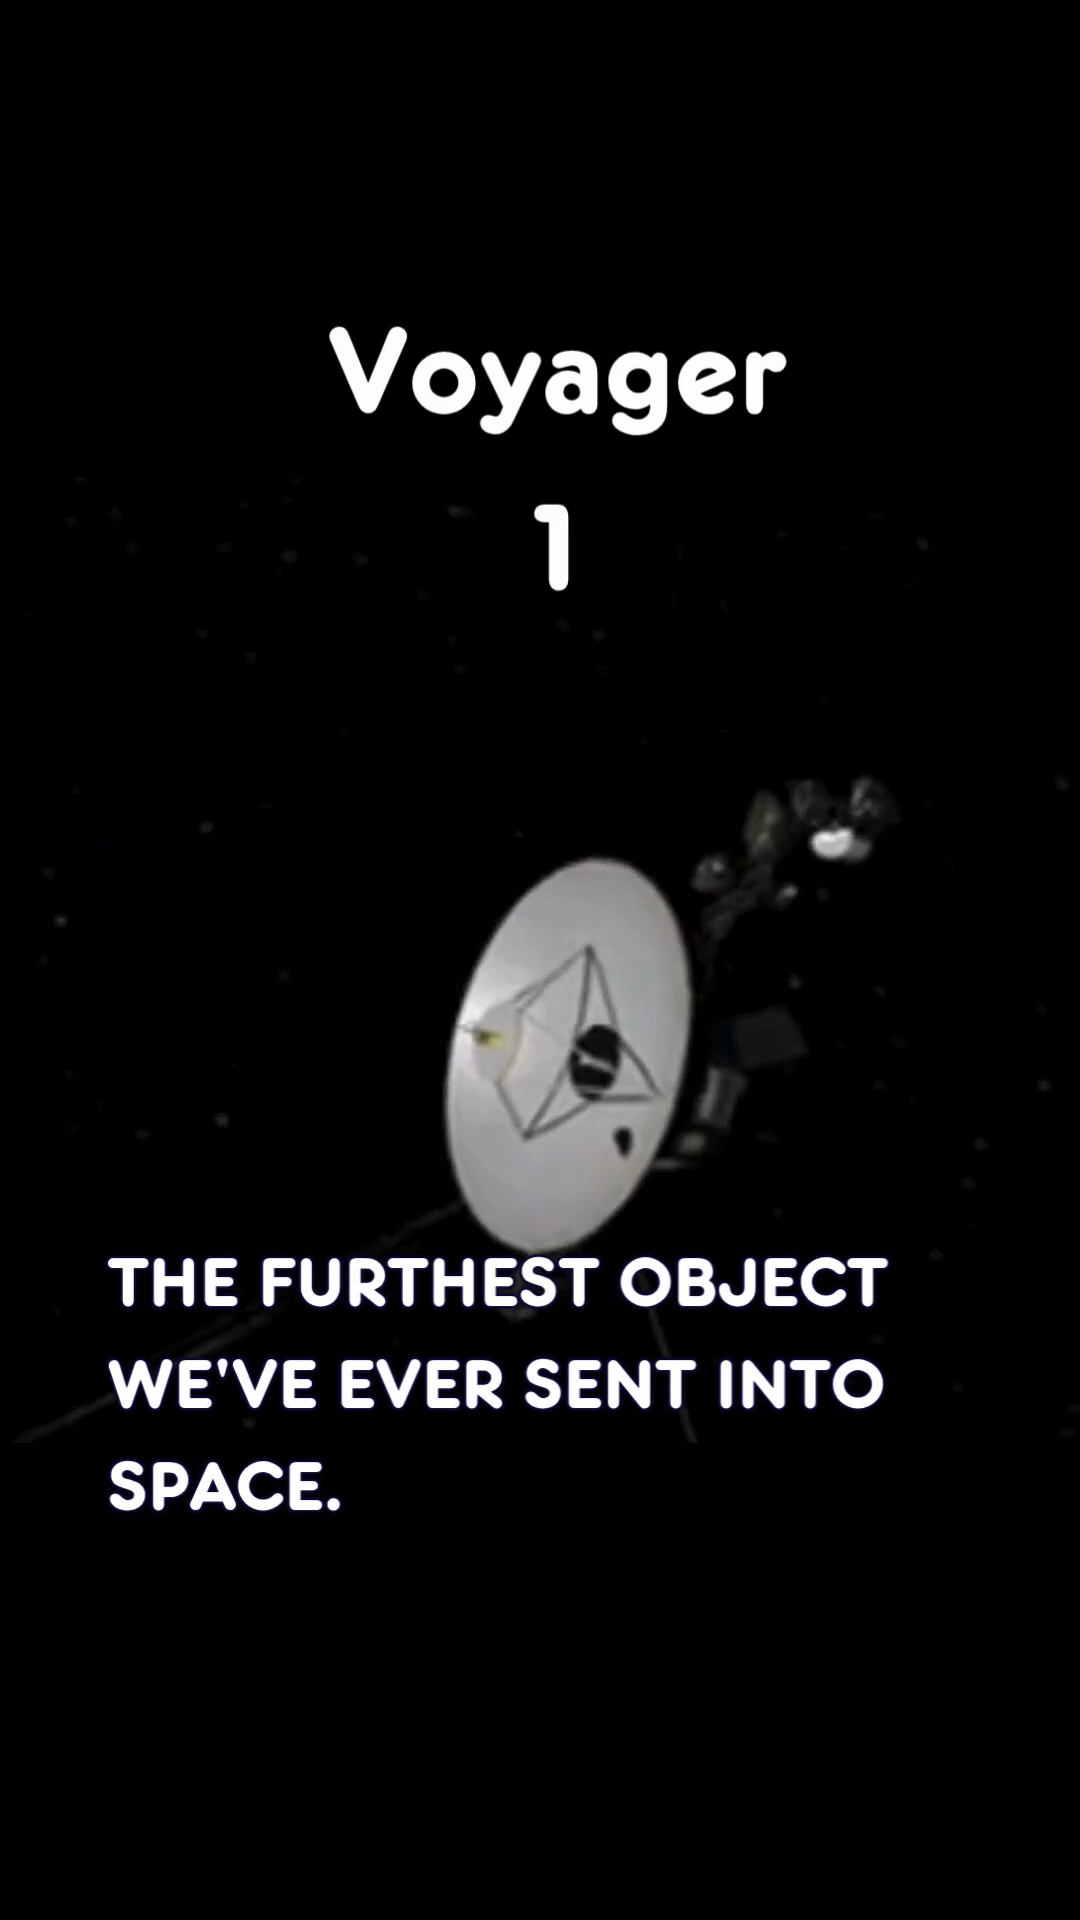 Voyager
1
THE FURTHEST OBJECT
WE'VE EVER SENT INTO
SPACE.